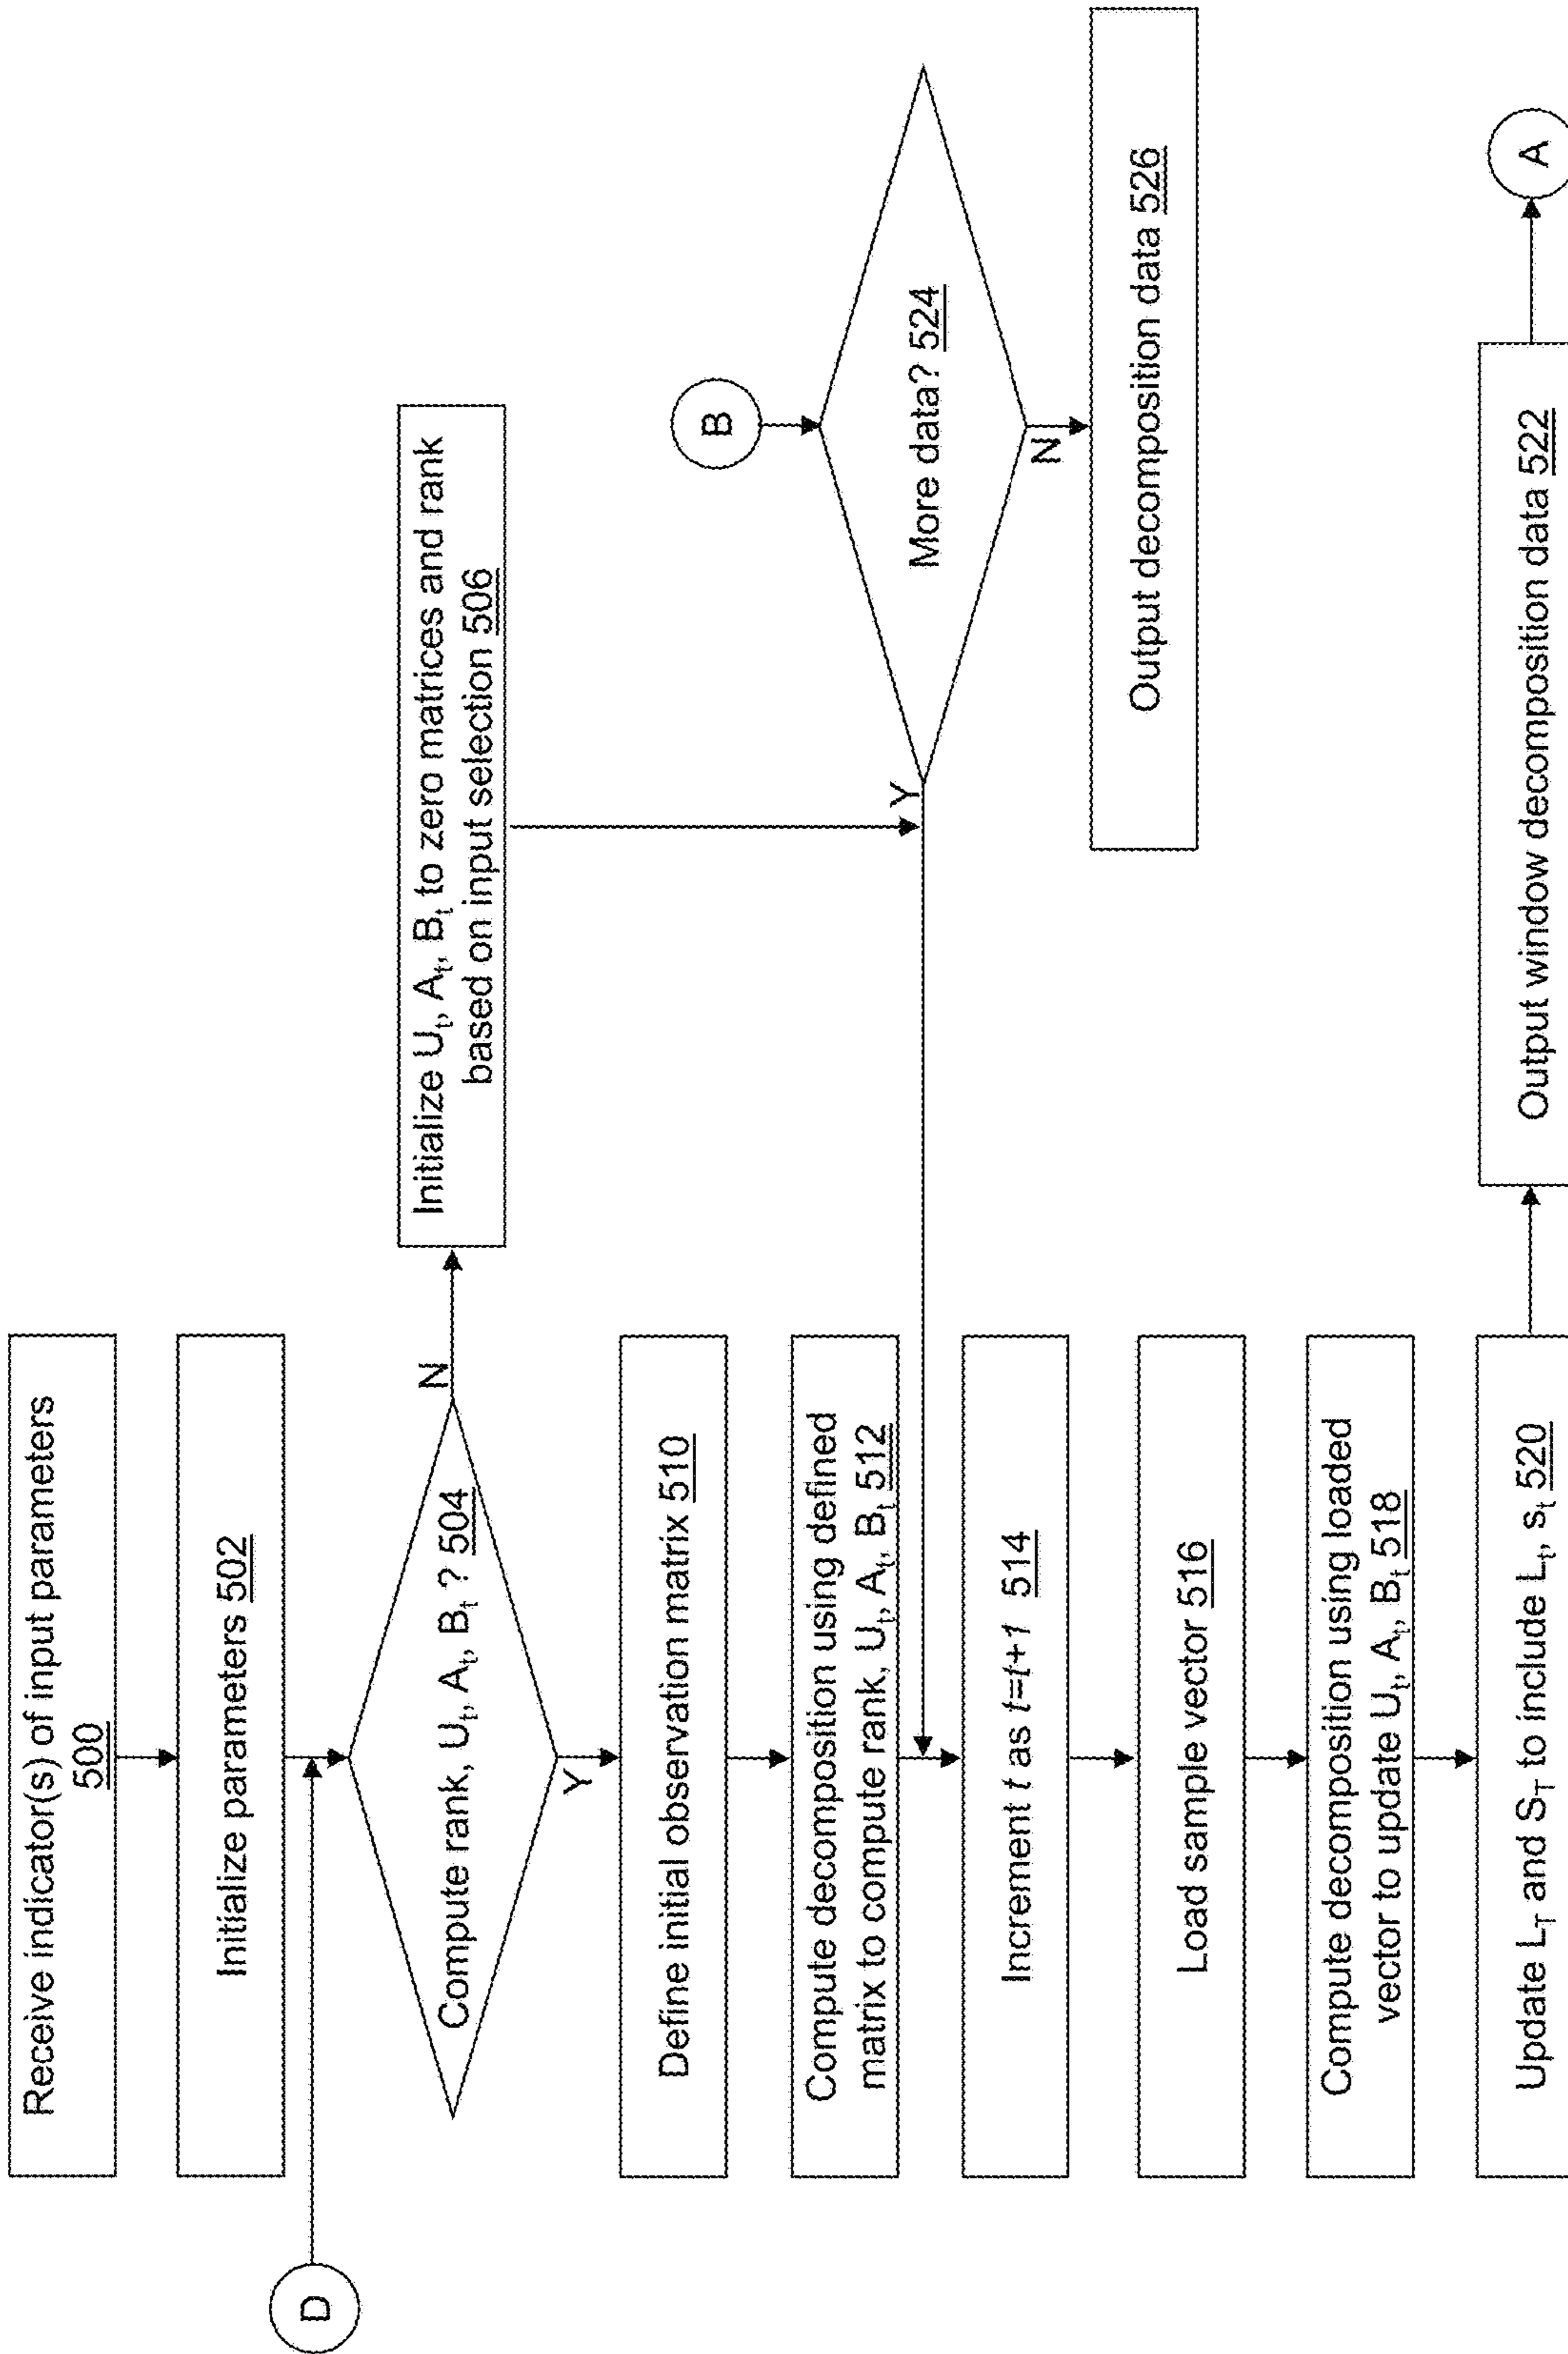 Receive indicator(s) of input parameters
500
Initialize parameters 502
D
Compute rank, Uₜ, Aₜ, Bₜ ? 504
N
Y
Initialize Uₜ, Aₜ, Bₜ to zero matrices and rank
based on input selection 506
Define initial observation matrix 510
Compute decomposition using defined
matrix to compute rank, Uₜ, Aₜ, Bₜ 512
B
More data? 524
Y
N
Output decomposition data 526
Increment t as t=t+1 514
Load sample vector 516
Compute decomposition using loaded
vector to update Uₜ, Aₜ, Bₜ 518
Update L_T and S_T to include Lₜ, sₜ 520
Output window decomposition data 522
A